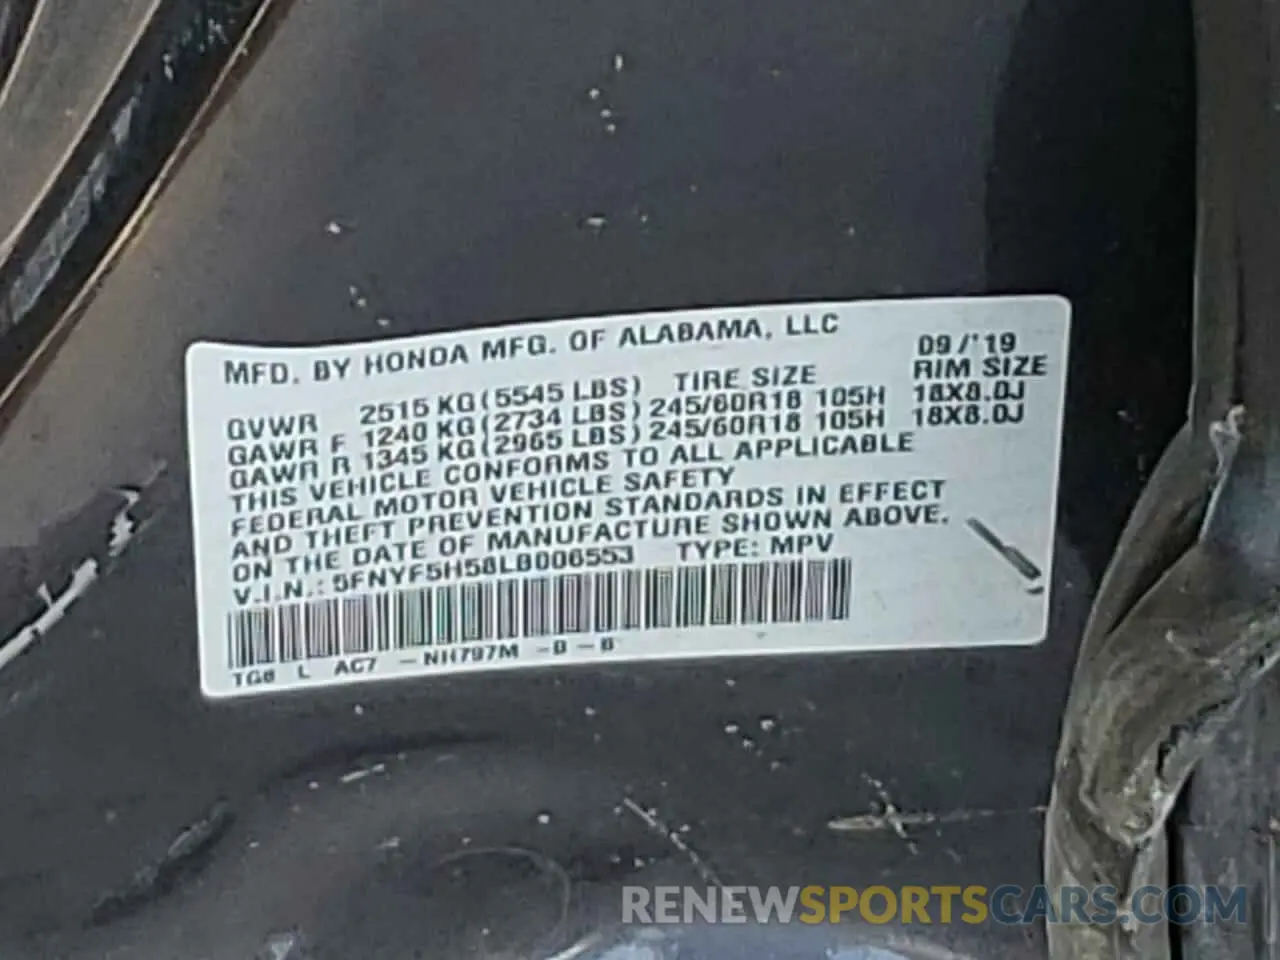 MFD. BY HONDA MFG. OF ALABAMA, LLC 09/'19
GVWR 2515 KG (5545 LBS) TIRE SIZE RIM SIZE
GAWR F 1240 KG (2734 LBS) 245/60R18 105H 18X8.0J
GAWR R 1345 KG (2965 LBS) 245/60R18 105H 18X8.0J
THIS VEHICLE CONFORMS TO ALL APPLICABLE
FEDERAL MOTOR VEHICLE SAFETY
AND THEFT PREVENTION STANDARDS IN EFFECT
ON THE DATE OF MANUFACTURE SHOWN ABOVE.
V.I.N.: 5FNYF5H58LB006553 TYPE: MPV
TG8 L AC7 -NH797M -B-B
RENEWSPORTSCARS.COM